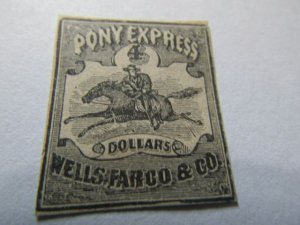 PONY EXPRESS
4
DOLLARS
WELLS, FARGO & CO.